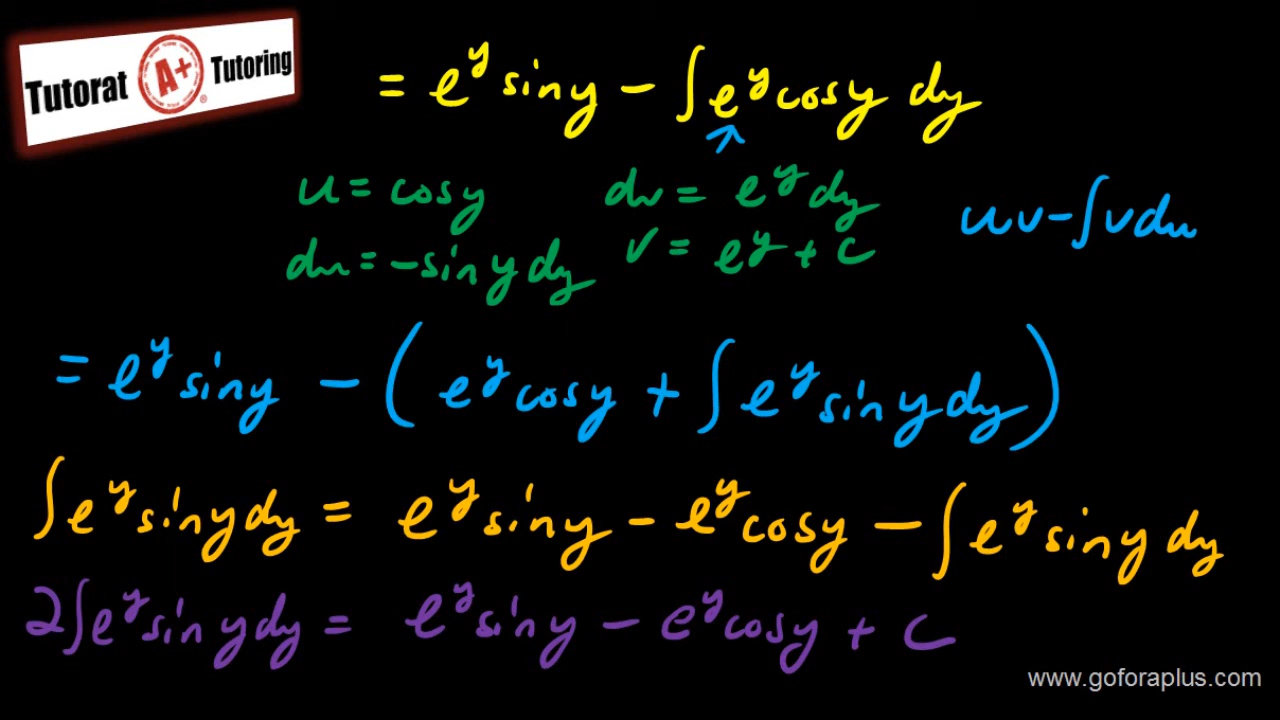 Tutorat A+ Tutoring ®
= e^y sin y − ∫ e^y cos y dy
↑
u = cos y dv = e^y dy
du = −sin y dy v = e^y + c
uv − ∫ v du
= e^y sin y − ( e^y cos y + ∫ e^y sin y dy )
∫ e^y sin y dy = e^y sin y − e^y cos y − ∫ e^y sin y dy
2∫ e^y sin y dy = e^y sin y − e^y cos y + c
www.goforaplus.com